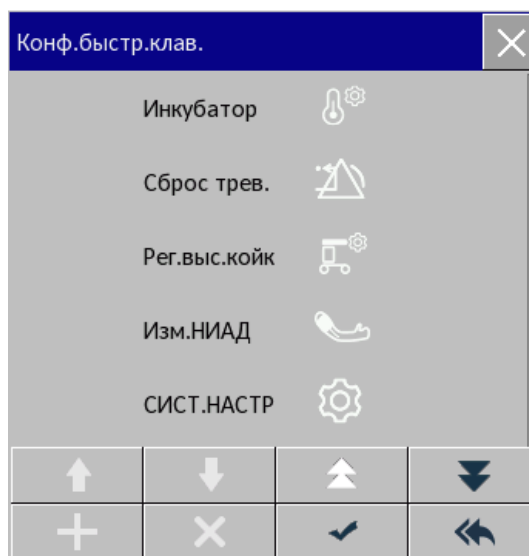 Конф.быстр.клав.
Инкубатор
Сброс трев.
Рег.выс.койк
Изм.НИАД
СИСТ.НАСТР